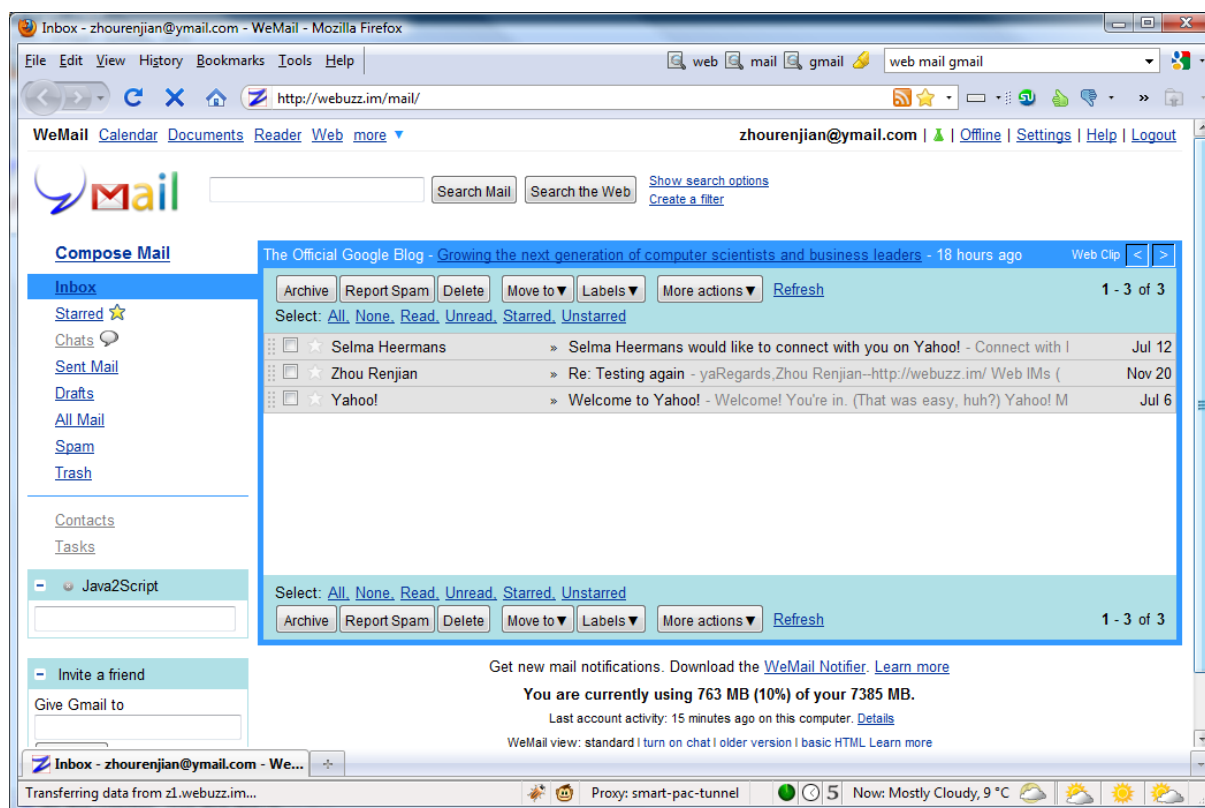 Inbox - zhourenjian@ymail.com - WeMail - Mozilla Firefox
File Edit View History Bookmarks Tools Help web mail gmail web mail gmail
http://webuzz.im/mail/
WeMail Calendar Documents Reader Web more ▼ zhourenjian@ymail.com | | Offline | Settings | Help | Logout
ymail Search Mail Search the Web Show search options
Create a filter
Compose Mail
The Official Google Blog - Growing the next generation of computer scientists and business leaders - 18 hours ago Web Clip < >
Inbox
Starred
Chats
Sent Mail
Drafts
All Mail
Spam
Trash
Contacts
Tasks
Archive Report Spam Delete Move to▼ Labels▼ More actions▼ Refresh 1 - 3 of 3
Select: All, None, Read, Unread, Starred, Unstarred
Selma Heermans » Selma Heermans would like to connect with you on Yahoo! - Connect with l Jul 12
Zhou Renjian » Re: Testing again - yaRegards,Zhou Renjian--http://webuzz.im/ Web IMs ( Nov 20
Yahoo! » Welcome to Yahoo! - Welcome! You're in. (That was easy, huh?) Yahoo! M Jul 6
Select: All, None, Read, Unread, Starred, Unstarred
Archive Report Spam Delete Move to▼ Labels▼ More actions▼ Refresh 1 - 3 of 3
− Java2Script
− Invite a friend
Give Gmail to
Get new mail notifications. Download the WeMail Notifier. Learn more
You are currently using 763 MB (10%) of your 7385 MB.
Last account activity: 15 minutes ago on this computer. Details
WeMail view: standard | turn on chat | older version | basic HTML Learn more
Inbox - zhourenjian@ymail.com - We...
Transferring data from z1.webuzz.im... Proxy: smart-pac-tunnel 5 Now: Mostly Cloudy, 9 °C